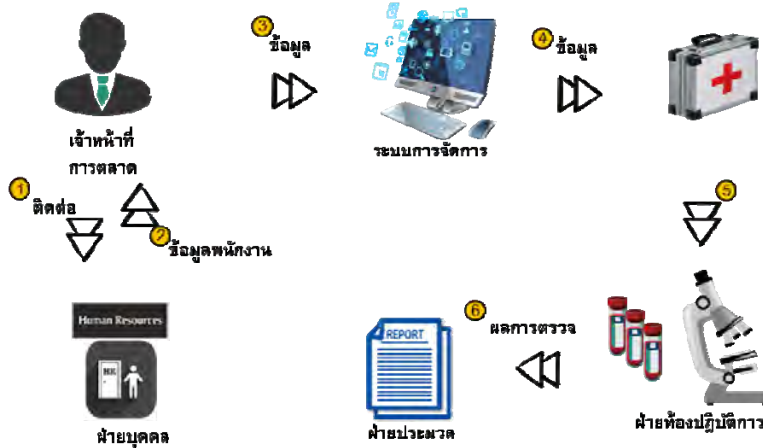 3
ข้อมูล
4
ข้อมูล
เจ้าหน้าที่
การตลาด
ระบบการจัดการ
1
ติดต่อ
2
ข้อมูลพนักงาน
5
Human Resources
HR
ฝ่ายบุคคล
REPORT
ฝ่ายประมวล
6
ผลการตรวจ
ฝ่ายห้องปฏิบัติการ